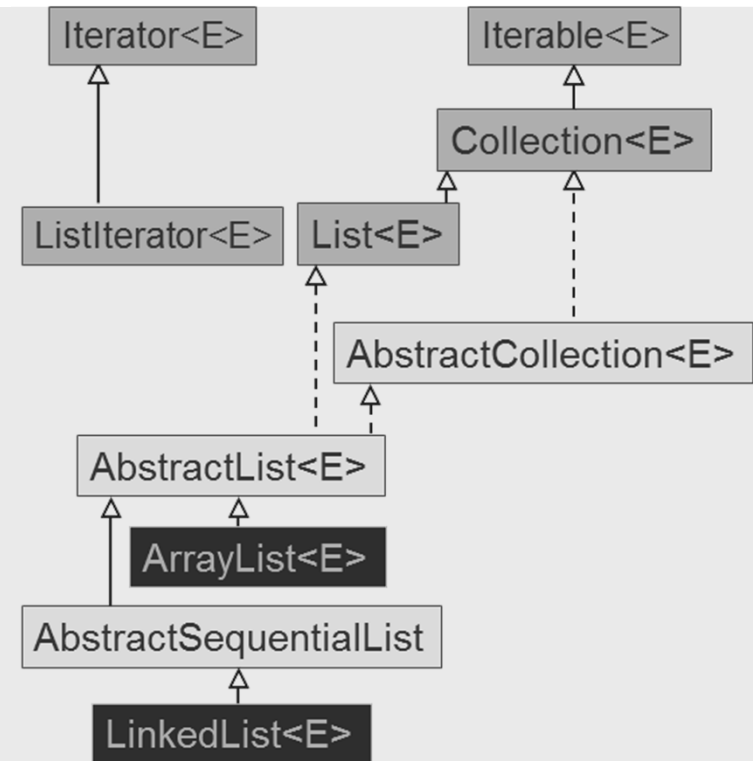 Iterator<E>
Iterable<E>
Collection<E>
ListIterator<E>
List<E>
AbstractCollection<E>
AbstractList<E>
ArrayList<E>
AbstractSequentialList
LinkedList<E>